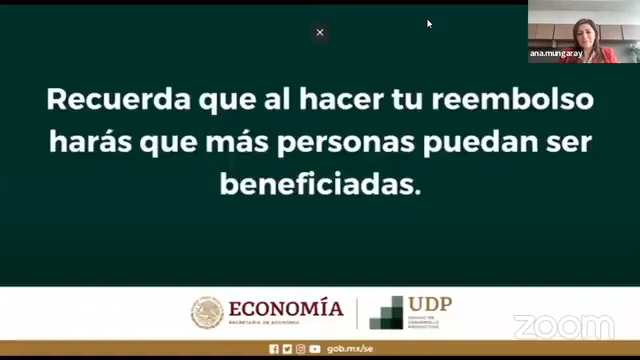 ana.mungaray
Recuerda que al hacer tu reembolso
harás que más personas puedan ser
beneficiadas.
ECONOMÍA
SECRETARÍA DE ECONOMÍA
UDP
UNIDAD DE
DESARROLLO
PRODUCTIVO
zoom
gob.mx/se